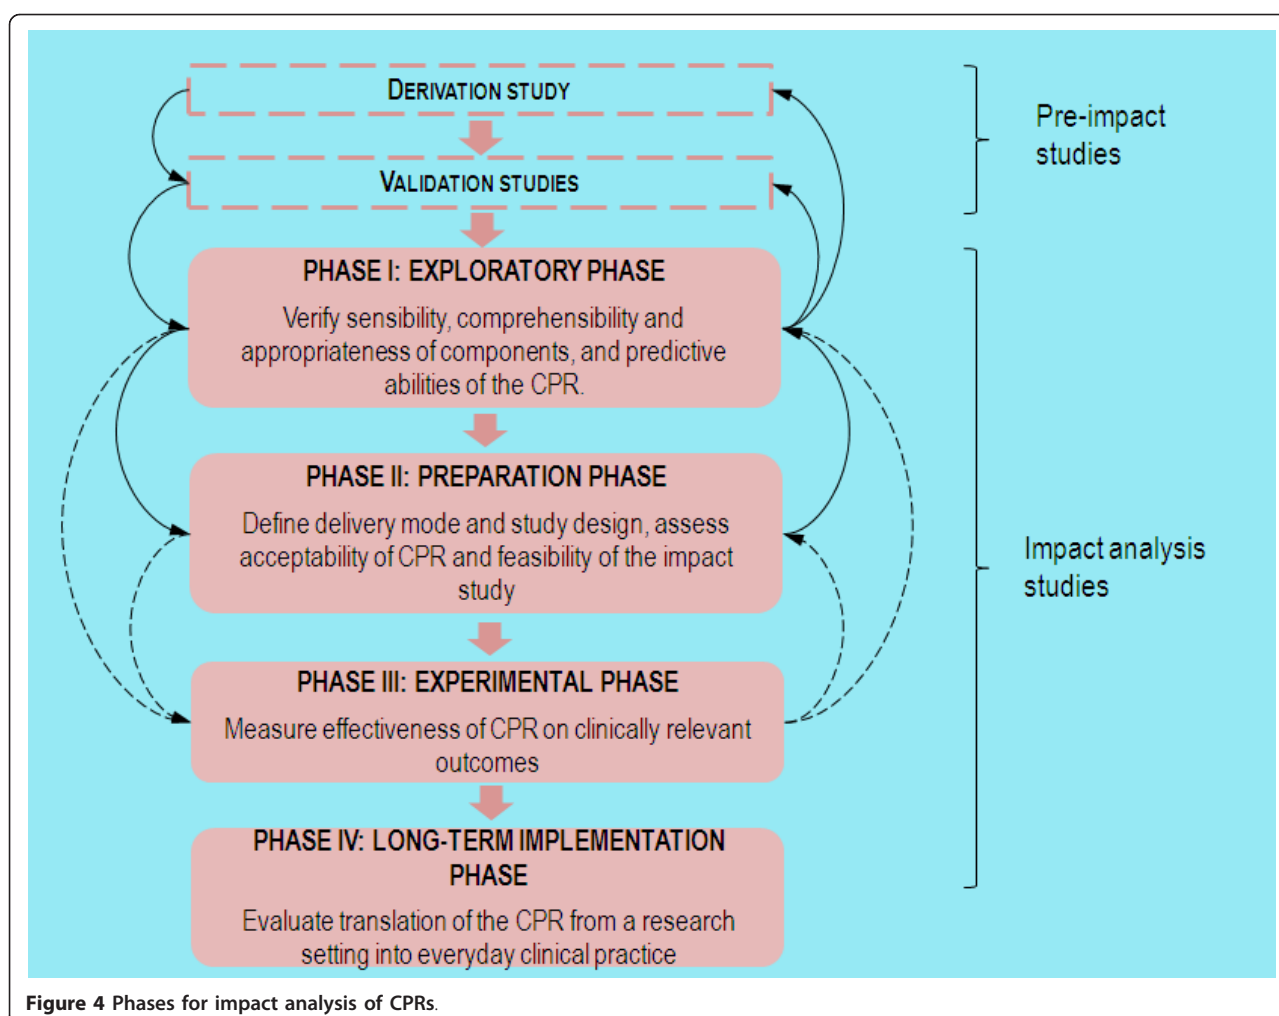 DERIVATION STUDY
VALIDATION STUDIES
Pre-impact
studies
PHASE I: EXPLORATORY PHASE
Verify sensibility, comprehensibility and
appropriateness of components, and predictive
abilities of the CPR.
PHASE II: PREPARATION PHASE
Define delivery mode and study design, assess
acceptability of CPR and feasibility of the impact
study
PHASE III: EXPERIMENTAL PHASE
Measure effectiveness of CPR on clinically relevant
outcomes
PHASE IV: LONG-TERM IMPLEMENTATION
PHASE
Evaluate translation of the CPR from a research
setting into everyday clinical practice
Impact analysis
studies
Figure 4 Phases for impact analysis of CPRs.